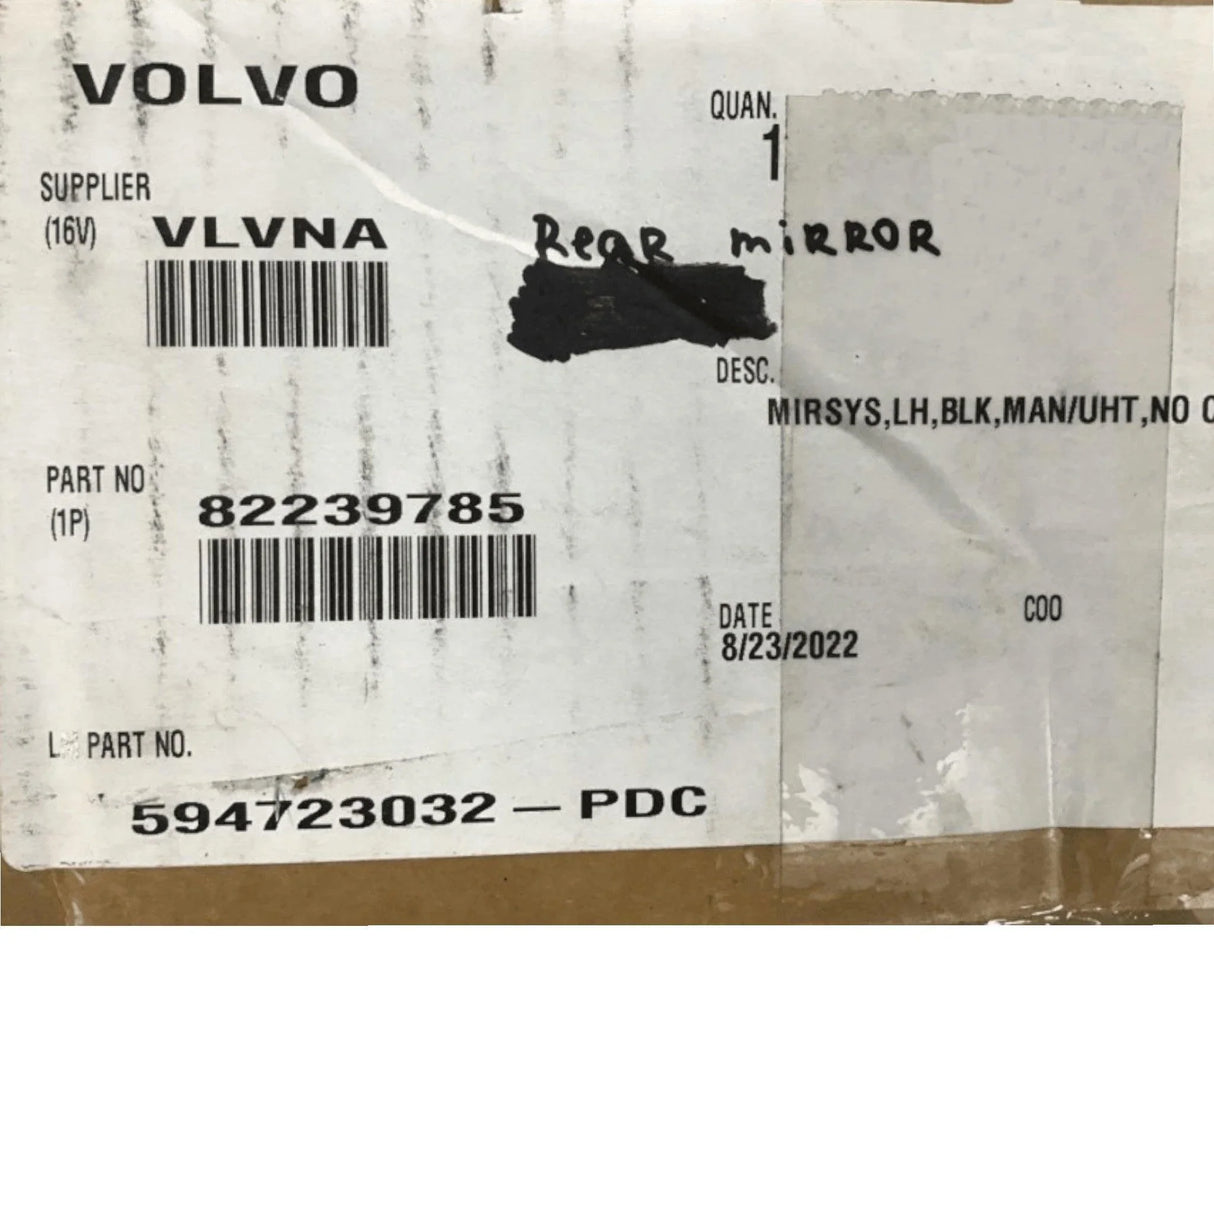 VOLVO
QUAN.
1
SUPPLIER
(16V) VLVNA
Rear mirror
DESC.
MIRSYS,LH,BLK,MAN/UHT,NO
PART NO
(1P)
82239785
DATE
8/23/2022
COO
PART NO.
594723032 — PDC